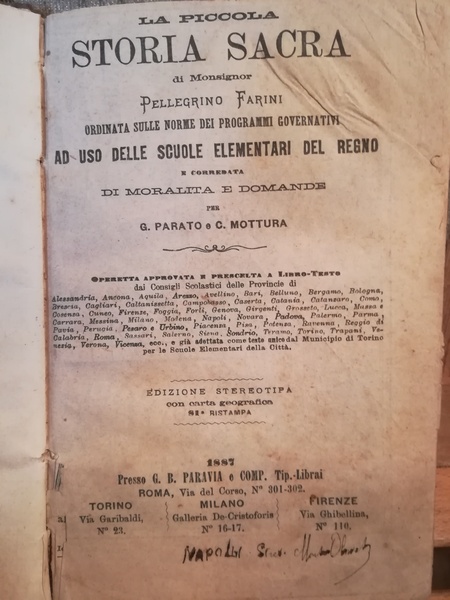 LA PICCOLA
STORIA SACRA
di Monsignor
PELLEGRINO FARINI
ORDINATA SULLE NORME DEI PROGRAMMI GOVERNATIVI
AD USO DELLE SCUOLE ELEMENTARI DEL REGNO
E CORREDATA
DI MORALITÀ E DOMANDE
PER
G. PARATO e C. MOTTURA
OPERETTA APPROVATA E PRESCELTA A LIBRO-TESTO
dai Consigli Scolastici delle Provincie di
Alessandria, Ancona, Aquila, Arezzo, Avellino, Bari, Belluno, Bergamo, Bologna,
Brescia, Cagliari, Caltanissetta, Campobasso, Caserta, Catania, Catanzaro, Como,
Cosenza, Cuneo, Firenze, Foggia, Forlì, Genova, Girgenti, Grosseto, Lucca, Massa e
Carrara, Messina, Milano, Modena, Napoli, Novara, Padova, Palermo, Parma,
Pavia, Perugia, Pesaro e Urbino, Piacenza, Pisa, Potenza, Ravenna, Reggio di
Calabria, Roma, Sassari, Salerno, Siena, Sondrio, Teramo, Torino, Trapani, Ve-
nezia, Verona, Vicenza, ecc., e già adottata come testo unico dal Municipio di Torino
per le Scuole Elementari della Città.
EDIZIONE STEREOTIPA
con carta geografica
81ª RISTAMPA
1887
Presso G. B. PARAVIA e COMP. Tip.-Librai
ROMA, Via del Corso, Nº 301-302.
TORINO MILANO FIRENZE
Via Garibaldi, Galleria De-Cristoforis Via Ghibellina,
Nº 23. Nº 16-17. Nº 110.
NAPOLI